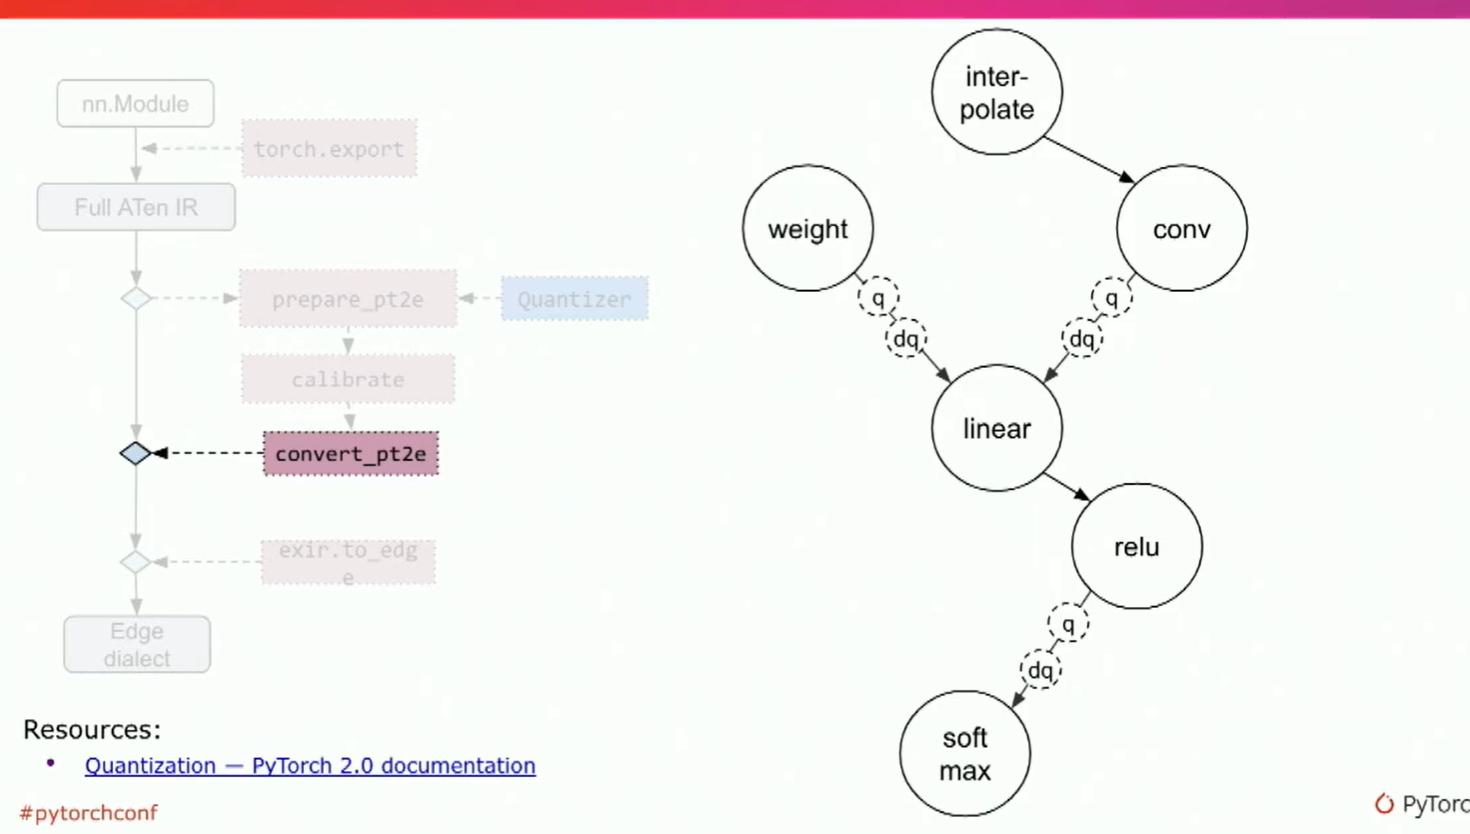 nn.Module
torch.export
Full ATen IR
prepare_pt2e
Quantizer
calibrate
convert_pt2e
exir.to_edg
e
Edge
dialect
inter-
polate
weight
conv
q
q
dq
dq
linear
relu
q
dq
soft
max
Resources:
• Quantization — PyTorch 2.0 documentation
#pytorchconf
PyTorc